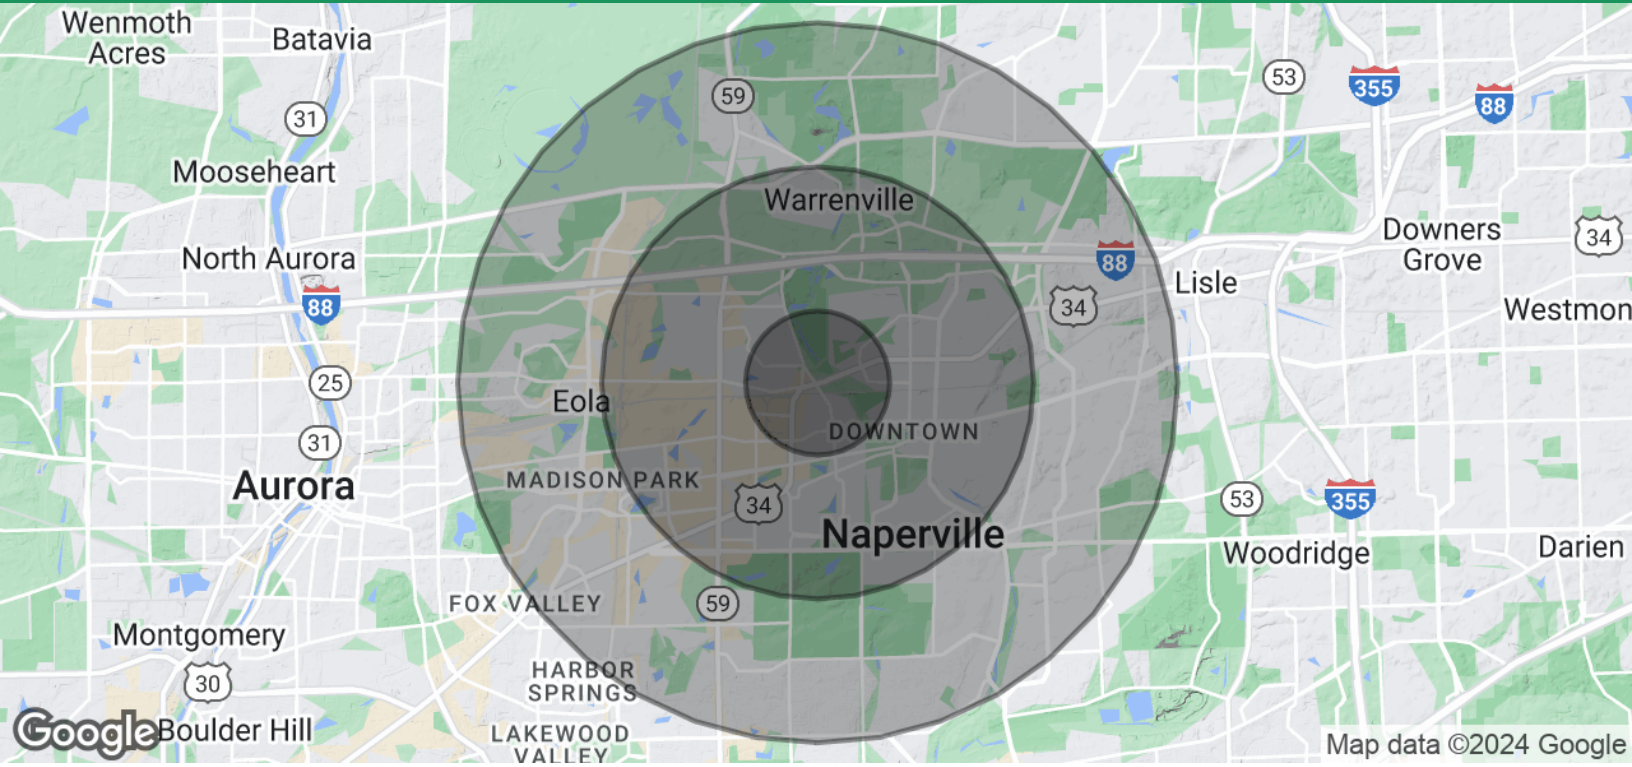 Wenmoth
Acres
Batavia
59
53
355
88
31
Mooseheart
Warrenville
Downers
Grove
34
North Aurora
88
88
Lisle
34
Westmon
25
Eola
31
DOWNTOWN
Aurora
MADISON PARK
34
53
355
Naperville
Woodridge
Darien
FOX VALLEY
59
Montgomery
30
HARBOR
SPRINGS
Google
Boulder Hill
LAKEWOOD
VALLEY
Map data ©2024 Google